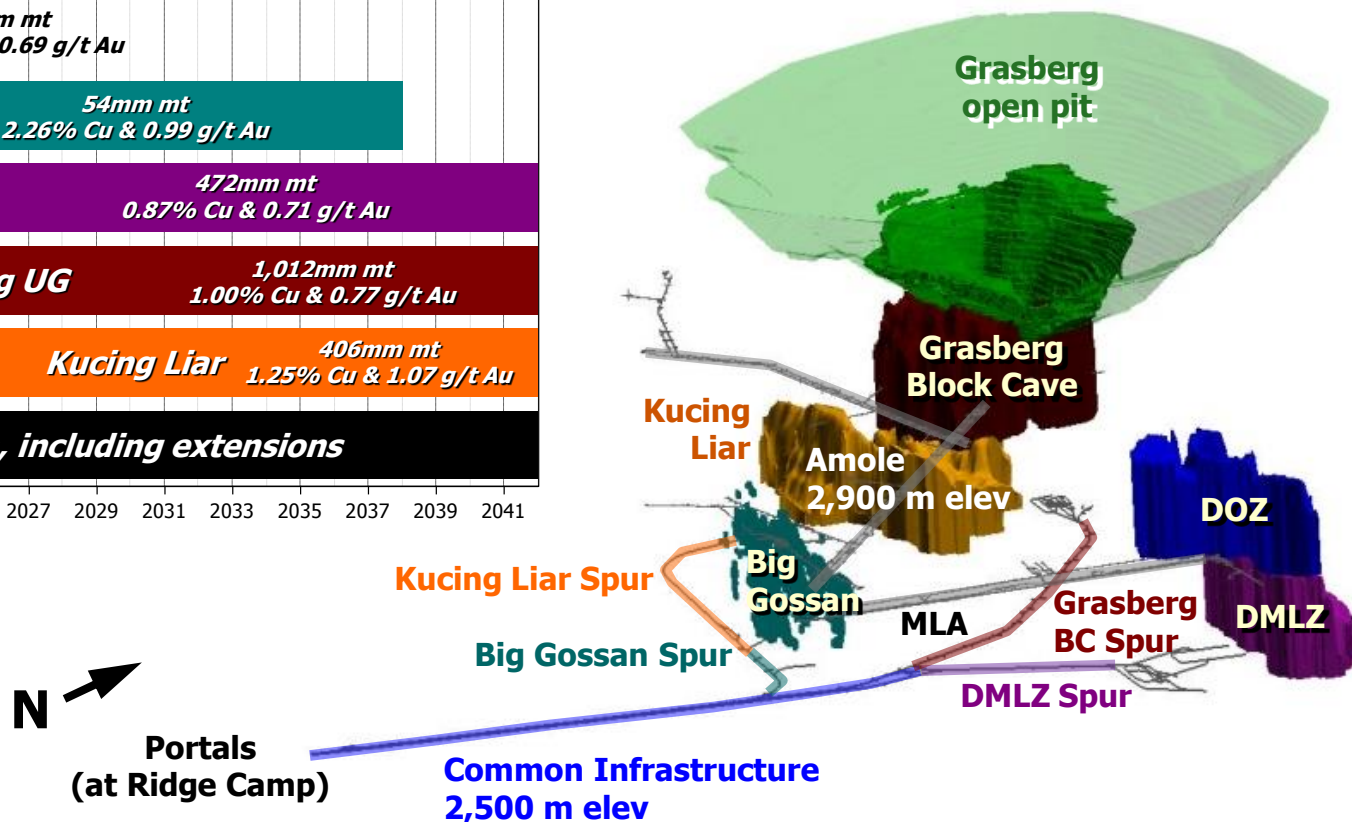 m mt
0.69 g/t Au
54mm mt
2.26% Cu & 0.99 g/t Au
472mm mt
0.87% Cu & 0.71 g/t Au
g UG
1,012mm mt
1.00% Cu & 0.77 g/t Au
Kucing Liar
406mm mt
1.25% Cu & 1.07 g/t Au
, including extensions
2027 2029 2031 2033 2035 2037 2039 2041
Grasberg
open pit
Grasberg
Block Cave
Kucing
Liar
Amole
2,900 m elev
DOZ
Big
Gossan
DMLZ
Kucing Liar Spur
MLA
Grasberg
BC Spur
Big Gossan Spur
DMLZ Spur
N
Portals
(at Ridge Camp)
Common Infrastructure
2,500 m elev